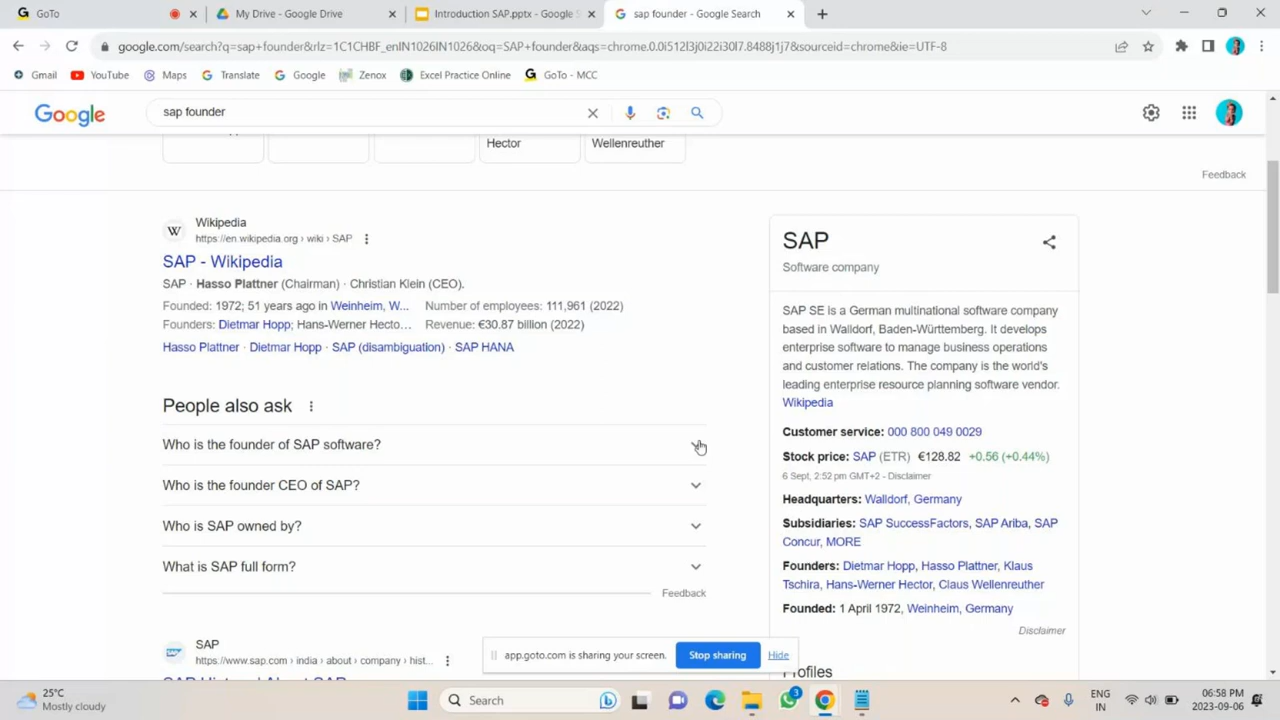 GoTo
My Drive - Google Drive
Introduction SAP.pptx - Google S
sap founder - Google Search
google.com/search?q=sap+founder&rlz=1C1CHBF_enIN1026IN1026&oq=SAP+founder&aqs=chrome.0.0i512l3j0i22i30l7.8488j1j7&sourceid=chrome&ie=UTF-8
Gmail
YouTube
Maps
Translate
Google
Zenox
Excel Practice Online
GoTo - MCC
Google
sap founder
Hector
Wellenreuther
Feedback
Wikipedia
https://en.wikipedia.org › wiki › SAP
SAP - Wikipedia
SAP · Hasso Plattner (Chairman) · Christian Klein (CEO).
Founded: 1972; 51 years ago in Weinheim, W... Number of employees: 111,961 (2022)
Founders: Dietmar Hopp; Hans-Werner Hecto... Revenue: €30.87 billion (2022)
Hasso Plattner · Dietmar Hopp · SAP (disambiguation) · SAP HANA
People also ask
Who is the founder of SAP software?
Who is the founder CEO of SAP?
Who is SAP owned by?
What is SAP full form?
Feedback
SAP
https://www.sap.com › india › about › company › hist...
SAP
Software company
SAP SE is a German multinational software company
based in Walldorf, Baden-Württemberg. It develops
enterprise software to manage business operations
and customer relations. The company is the world's
leading enterprise resource planning software vendor.
Wikipedia
Customer service: 000 800 049 0029
Stock price: SAP (ETR) €128.82 +0.56 (+0.44%)
6 Sept, 2:52 pm GMT+2 - Disclaimer
Headquarters: Walldorf, Germany
Subsidiaries: SAP SuccessFactors, SAP Ariba, SAP
Concur, MORE
Founders: Dietmar Hopp, Hasso Plattner, Klaus
Tschira, Hans-Werner Hector, Claus Wellenreuther
Founded: 1 April 1972, Weinheim, Germany
Disclaimer
Profiles
app.goto.com is sharing your screen.
Stop sharing
Hide
25°C
Mostly cloudy
Search
3
ENG
IN
06:58 PM
2023-09-06